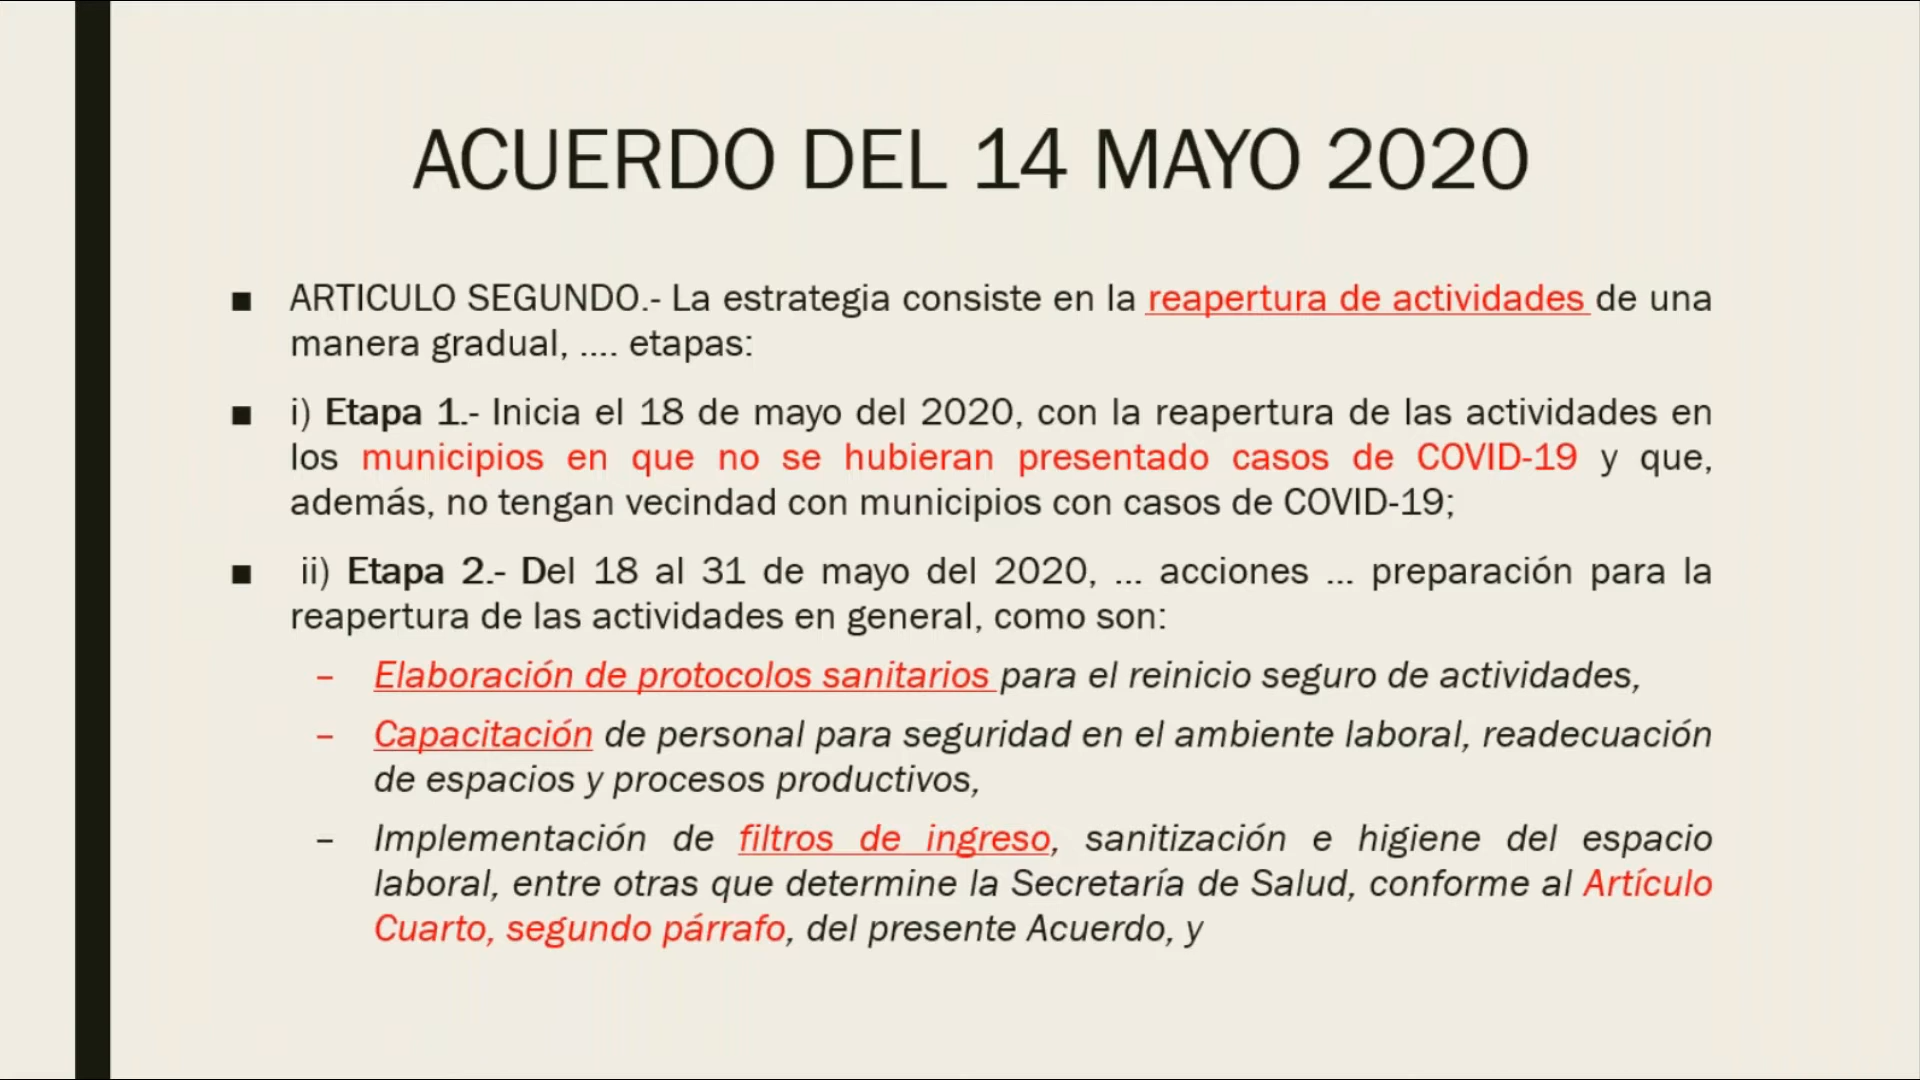 ACUERDO DEL 14 MAYO 2020
■ ARTICULO SEGUNDO.- La estrategia consiste en la reapertura de actividades de una
manera gradual, .... etapas:
■ i) Etapa 1.- Inicia el 18 de mayo del 2020, con la reapertura de las actividades en
los municipios en que no se hubieran presentado casos de COVID-19 y que,
además, no tengan vecindad con municipios con casos de COVID-19;
■ ii) Etapa 2.- Del 18 al 31 de mayo del 2020, ... acciones ... preparación para la
reapertura de las actividades en general, como son:
– Elaboración de protocolos sanitarios para el reinicio seguro de actividades,
– Capacitación de personal para seguridad en el ambiente laboral, readecuación
de espacios y procesos productivos,
– Implementación de filtros de ingreso, sanitización e higiene del espacio
laboral, entre otras que determine la Secretaría de Salud, conforme al Artículo
Cuarto, segundo párrafo, del presente Acuerdo, y